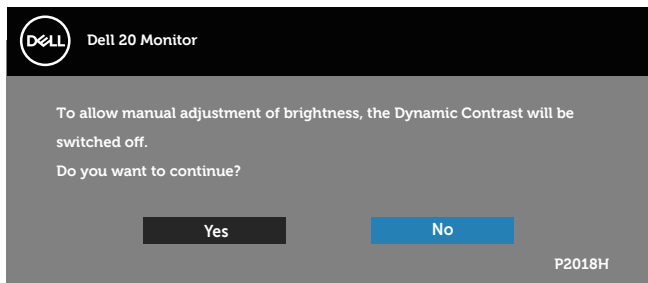 DELL
Dell 20 Monitor
To allow manual adjustment of brightness, the Dynamic Contrast will be
switched off.
Do you want to continue?
Yes
No
P2018H